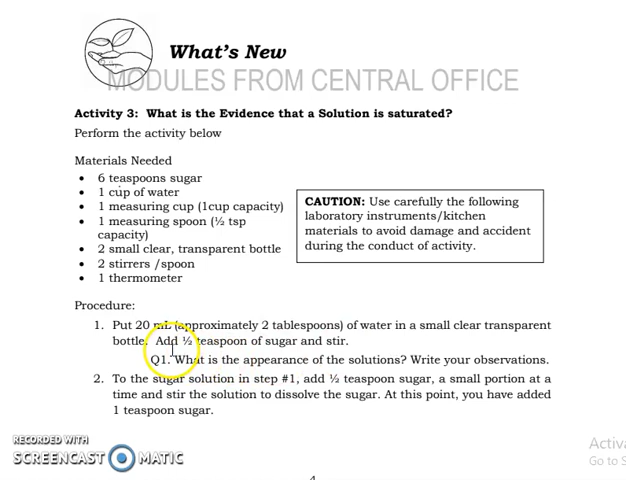 What's New
MODULES FROM CENTRAL OFFICE
Activity 3: What is the Evidence that a Solution is saturated?
Perform the activity below
Materials Needed
• 6 teaspoons sugar
• 1 cup of water
• 1 measuring cup (1cup capacity)
• 1 measuring spoon (½ tsp
capacity)
• 2 small clear, transparent bottle
• 2 stirrers /spoon
• 1 thermometer
CAUTION: Use carefully the following
laboratory instruments/kitchen
materials to avoid damage and accident
during the conduct of activity.
Procedure:
1. Put 20 mL (approximately 2 tablespoons) of water in a small clear transparent
bottle. Add ½ teaspoon of sugar and stir.
Q1. What is the appearance of the solutions? Write your observations.
2. To the sugar solution in step #1, add ½ teaspoon sugar, a small portion at a
time and stir the solution to dissolve the sugar. At this point, you have added
1 teaspoon sugar.
RECORDED WITH
SCREENCAST MATIC
Activa
Go to S